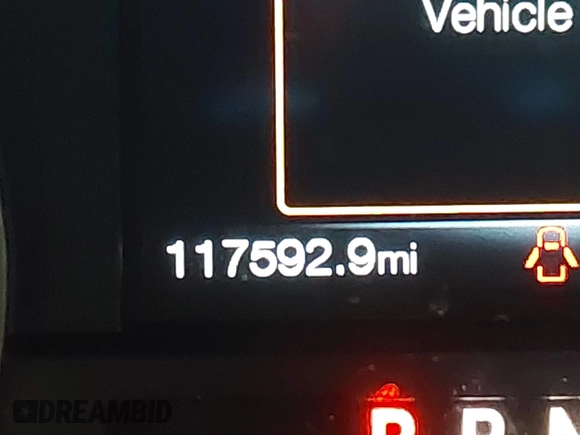 Vehicle
117592.9mi
P R N
DREAMBID